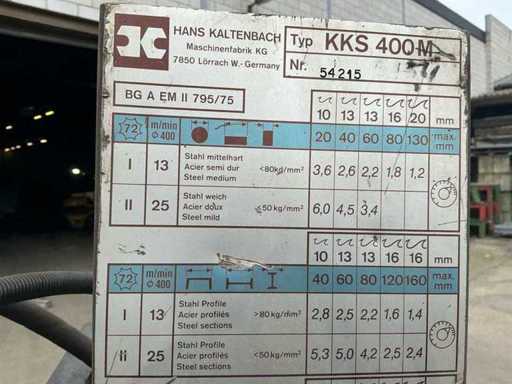 HANS KALTENBACH
Maschinenfabrik KG
7850 Lörrach W.-Germany
Typ KKS 400 M
Nr. 54215
BG A EM II 795/75
10 13 13 16 20 mm
72 m/min ϕ 400 20 40 60 80 130 max. mm
I 13 Stahl mittelhart Acier semi dur Steel medium <80kg/mm² 3,6 2,6 2,2 1,8 1,2
II 25 Stahl weich Acier doux Steel mild ≤50kg/mm² 6,0 4,5 3,4
10 13 13 16 16 mm
72 m/min ϕ 400 40 60 80 120 160 max. mm
I 13 Stahl Profile Acier profilés Steel sections >80kg/mm² 2,8 2,5 2,2 1,6 1,4
II 25 Stahl Profile Acier profilés Steel sections <50kg/mm² 5,3 5,0 4,2 2,5 2,4